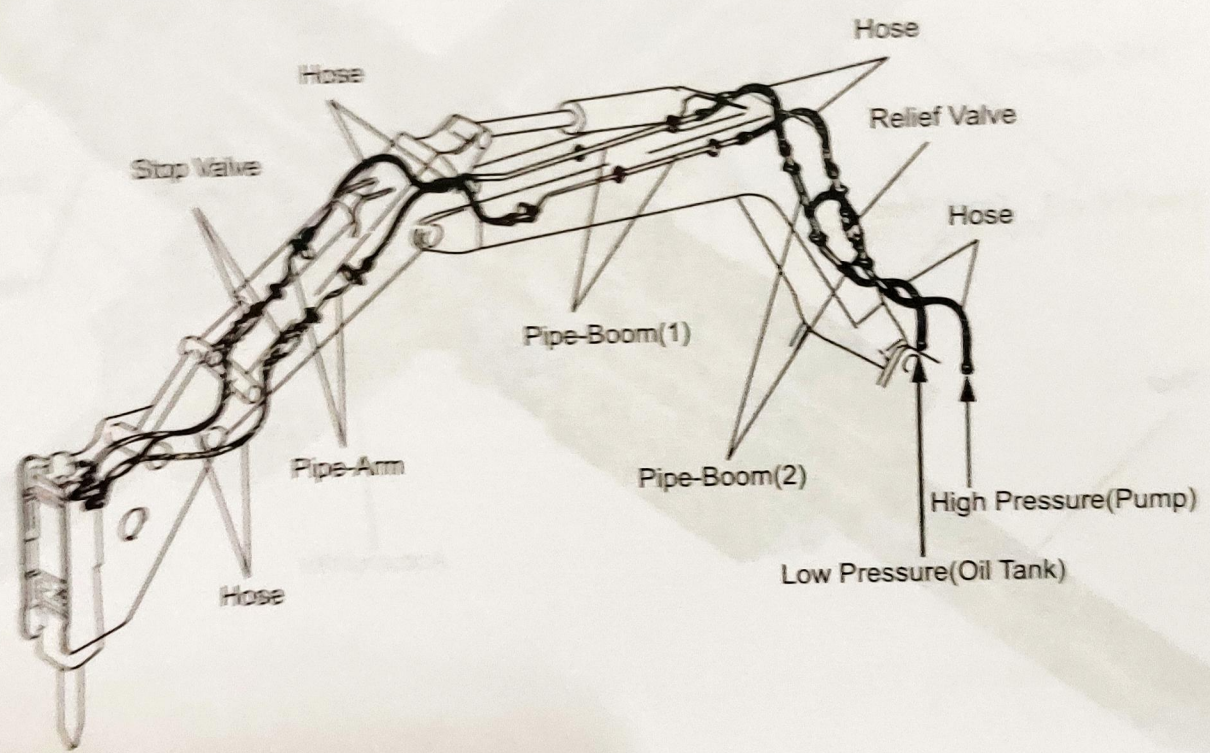 Hose
Hose
Relief Valve
Stop Valve
Hose
Pipe-Boom(1)
Pipe-Arm
Pipe-Boom(2)
High Pressure(Pump)
Low Pressure(Oil Tank)
Hose